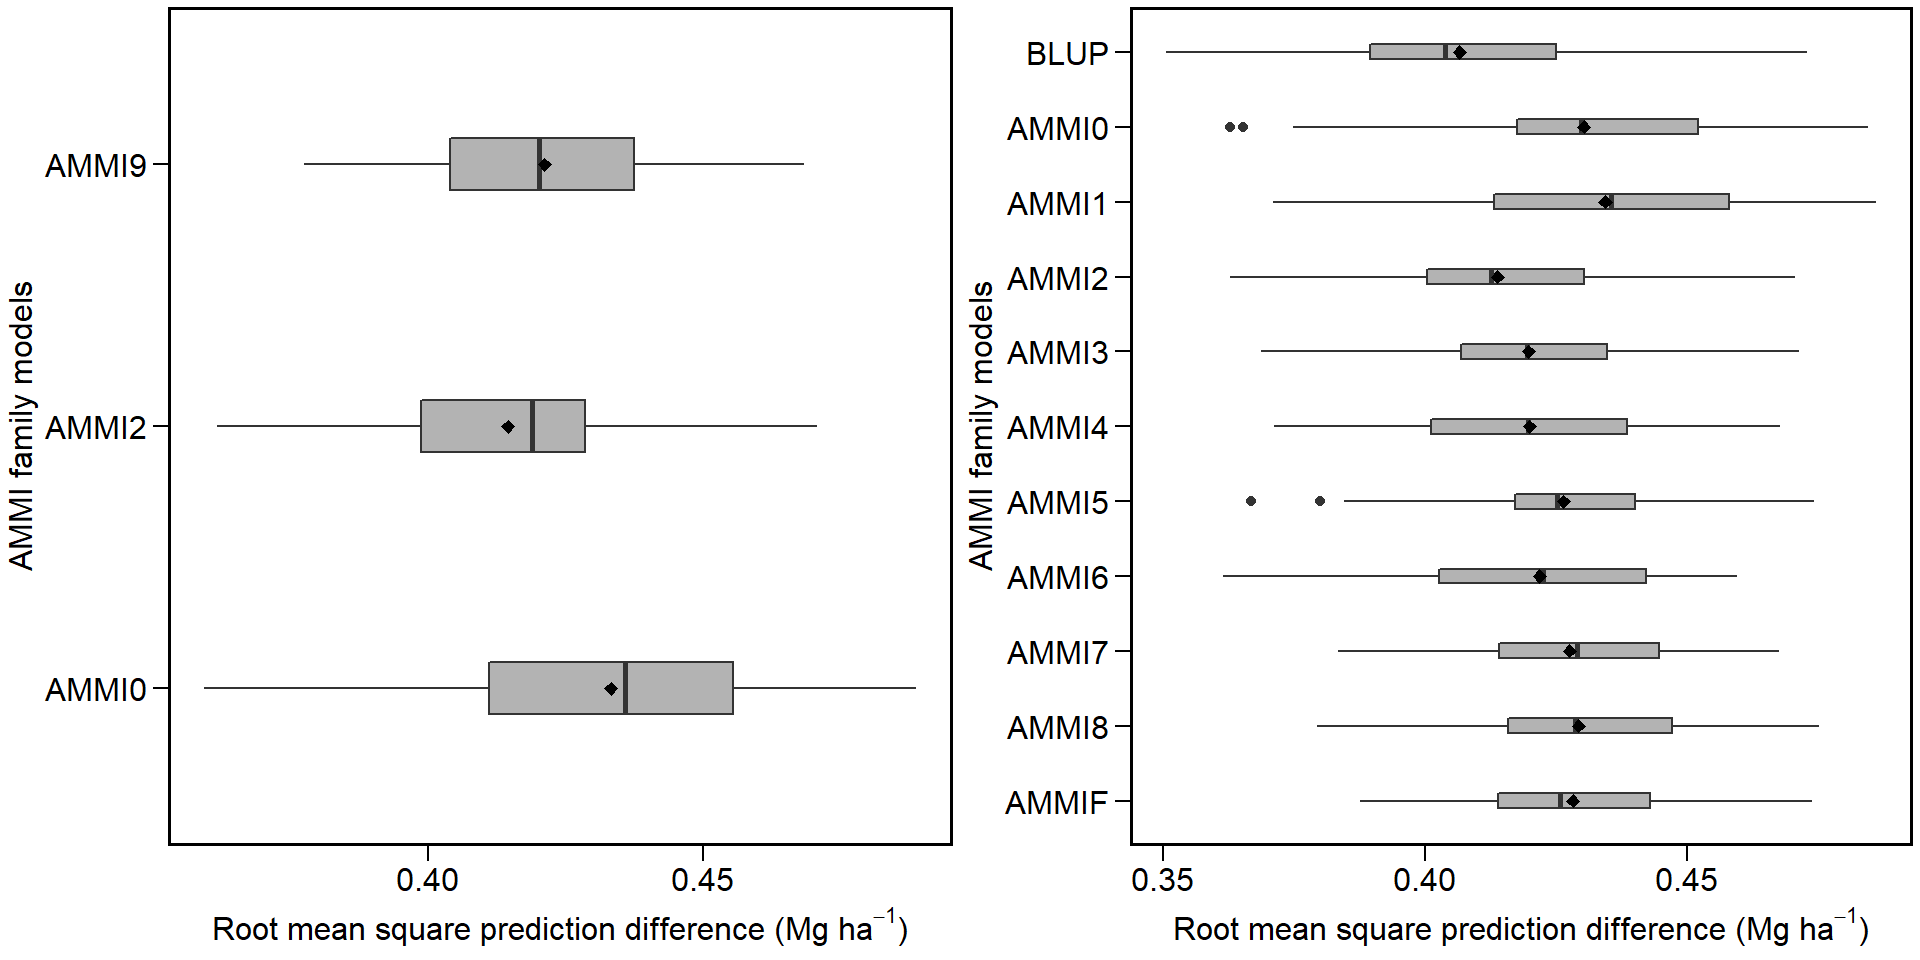 AMMI family models
AMMI9
AMMI2
AMMI0
0.40
0.45
Root mean square prediction difference (Mg ha⁻¹)
AMMI family models
BLUP
AMMI0
AMMI1
AMMI2
AMMI3
AMMI4
AMMI5
AMMI6
AMMI7
AMMI8
AMMIF
0.35
0.40
0.45
Root mean square prediction difference (Mg ha⁻¹)